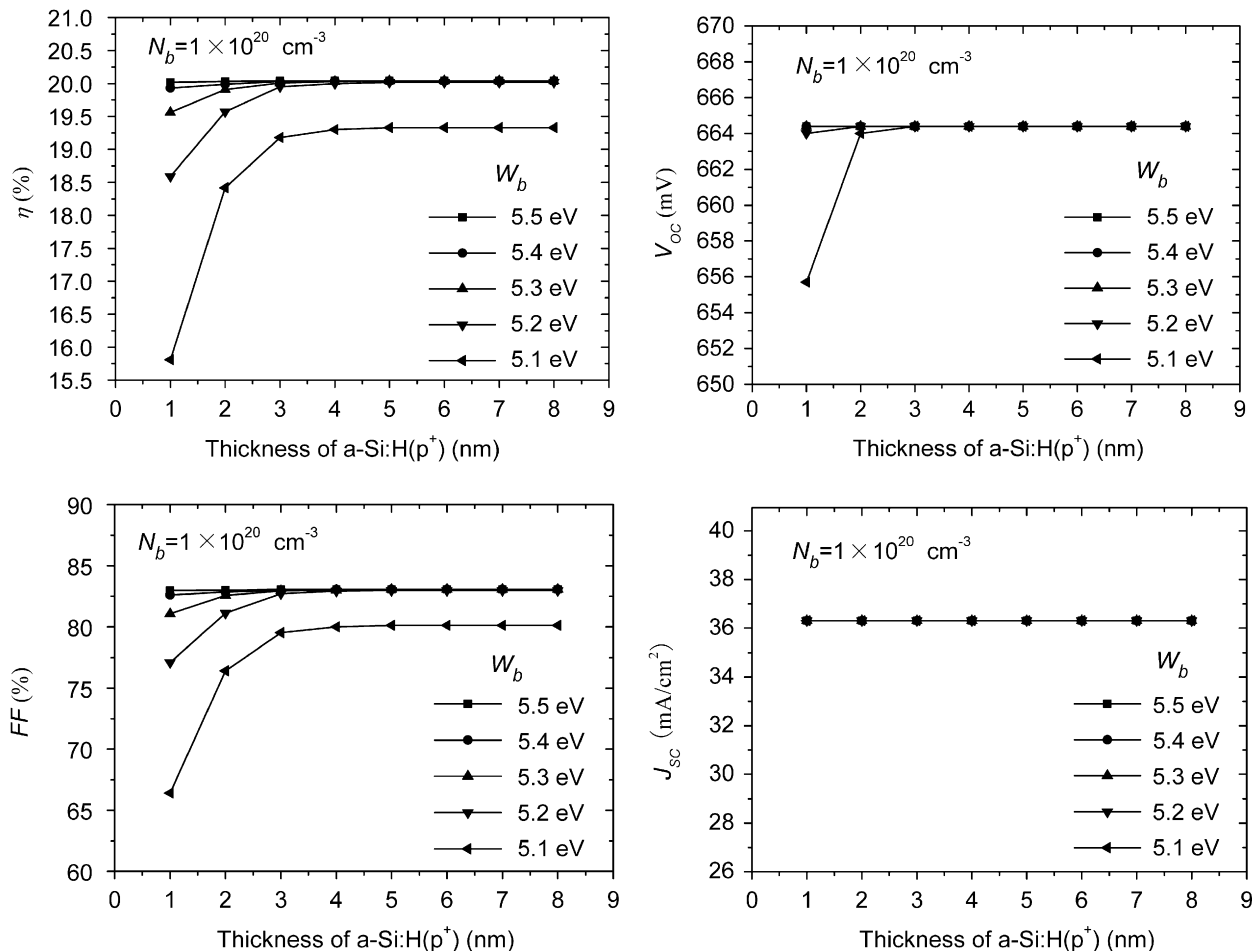 21.0
20.5
20.0
19.5
19.0
18.5
18.0
17.5
17.0
16.5
16.0
15.5
η (%)
N_b=1×10^20 cm^-3
W_b
5.5 eV
5.4 eV
5.3 eV
5.2 eV
5.1 eV
0 1 2 3 4 5 6 7 8 9
Thickness of a-Si:H(p^+) (nm)
670
668
666
664
662
660
658
656
654
652
650
V_OC (mV)
N_b=1×10^20 cm^-3
W_b
5.5 eV
5.4 eV
5.3 eV
5.2 eV
5.1 eV
0 1 2 3 4 5 6 7 8 9
Thickness of a-Si:H(p^+) (nm)
90
85
80
75
70
65
60
FF (%)
N_b=1×10^20 cm^-3
W_b
5.5 eV
5.4 eV
5.3 eV
5.2 eV
5.1 eV
0 1 2 3 4 5 6 7 8 9
Thickness of a-Si:H(p^+) (nm)
40
38
36
34
32
30
28
26
J_SC (mA/cm^2)
N_b=1×10^20 cm^-3
W_b
5.5 eV
5.4 eV
5.3 eV
5.2 eV
5.1 eV
0 1 2 3 4 5 6 7 8 9
Thickness of a-Si:H(p^+) (nm)